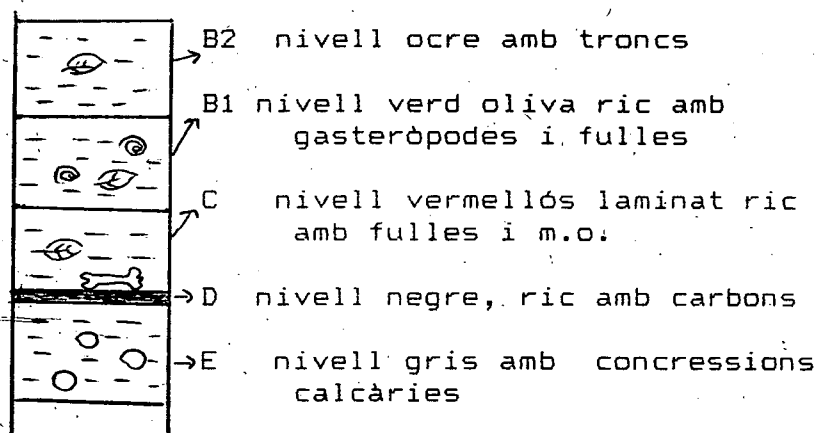 B2 nivell ocre amb troncs
B1 nivell verd oliva ric amb
gasteròpodes i fulles
C nivell vermellós laminat ric
amb fulles i m.o.
D nivell negre, ric amb carbons
E nivell gris amb concressions
calcàries